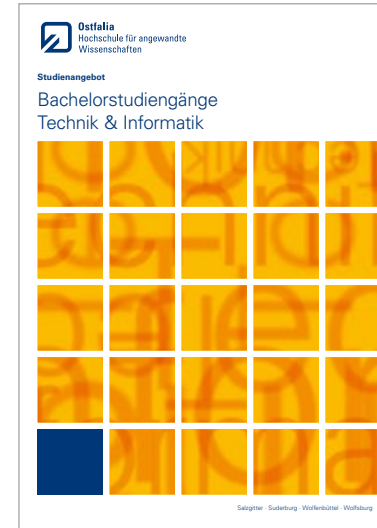 Ostfalia
Hochschule für angewandte
Wissenschaften
Studienangebot
Bachelorstudiengänge
Technik & Informatik
Salzgitter · Suderburg · Wolfenbüttel · Wolfsburg